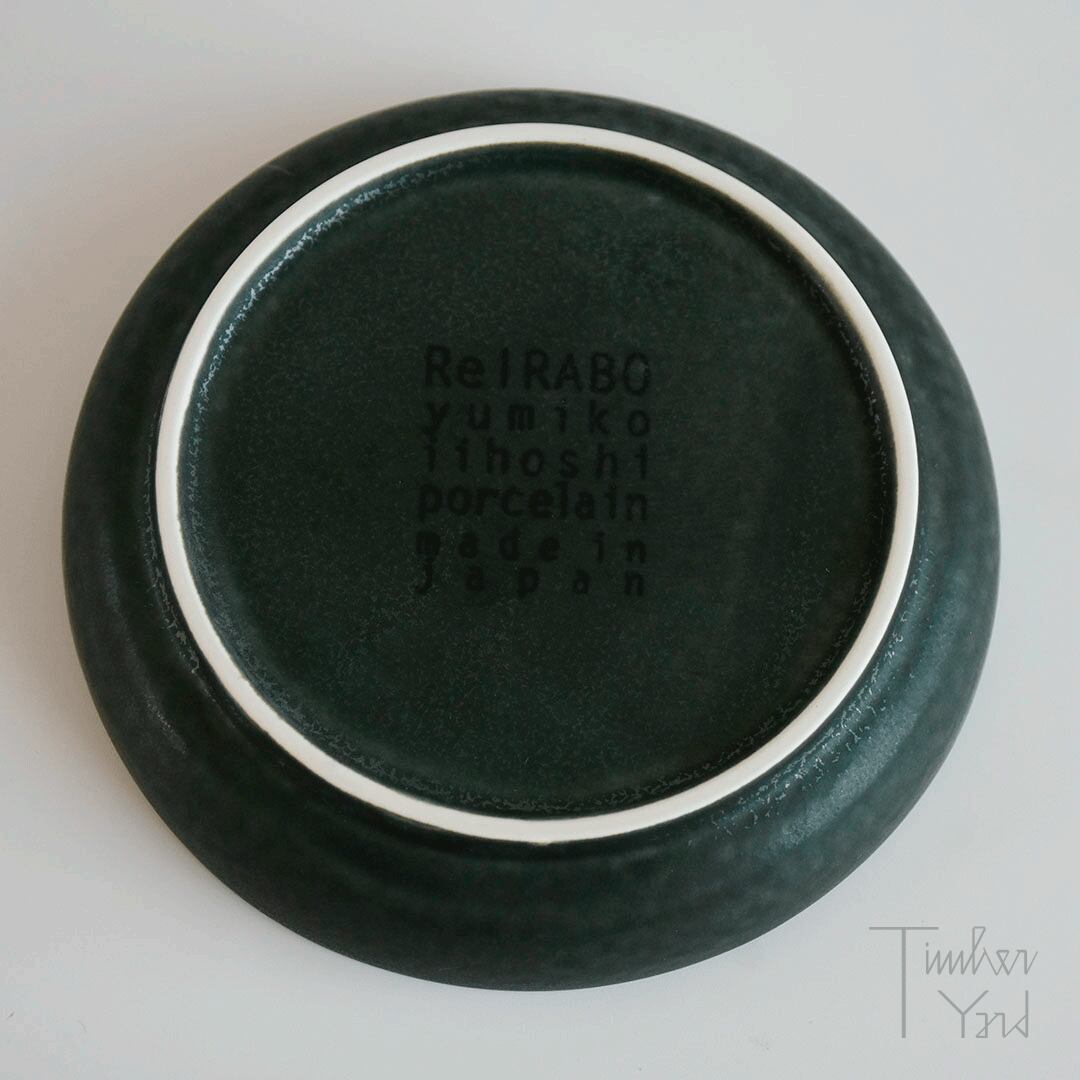 ReIRABO
yumiko
iihoshi
porcelain
made in
japan
Timber
Yard